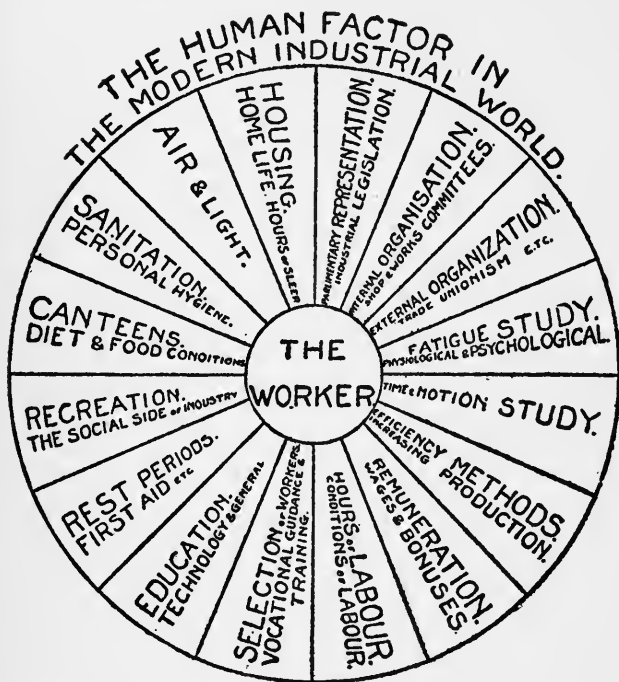 THE HUMAN FACTOR IN
THE MODERN INDUSTRIAL WORLD.
THE
WORKER
HOUSING.
HOME LIFE. HOURS OF SLEEP
PARLIMENTARY REPRESENTATION.
INDUSTRIAL LEGISLATION.
INTERNAL ORGANISATION.
SHOP & WORKS COMMITTEES.
EXTERNAL ORGANIZATION.
TRADE UNIONISM ETC.
FATIGUE STUDY.
PHYSIOLOGICAL & PSYCHOLOGICAL.
TIME & MOTION STUDY.
EFFICIENCY METHODS.
INCREASING PRODUCTION.
REMUNERATION.
WAGES & BONUSES.
HOURS OF LABOUR.
CONDITIONS OF LABOUR.
SELECTION OF WORKERS
VOCATIONAL GUIDANCE &
TRAINING.
EDUCATION.
TECHNOLOGY & GENERAL
REST PERIODS.
FIRST AID ETC
RECREATION.
THE SOCIAL SIDE OF INDUSTRY
CANTEENS.
DIET & FOOD CONDITIONS
SANITATION
PERSONAL HYGIENE.
AIR & LIGHT.